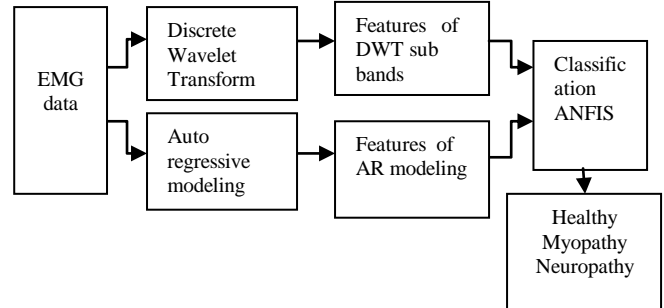 EMG
data
Discrete
Wavelet
Transform
Features of
DWT sub
bands
Auto
regressive
modeling
Features of
AR modeling
Classific
ation
ANFIS
Healthy
Myopathy
Neuropathy